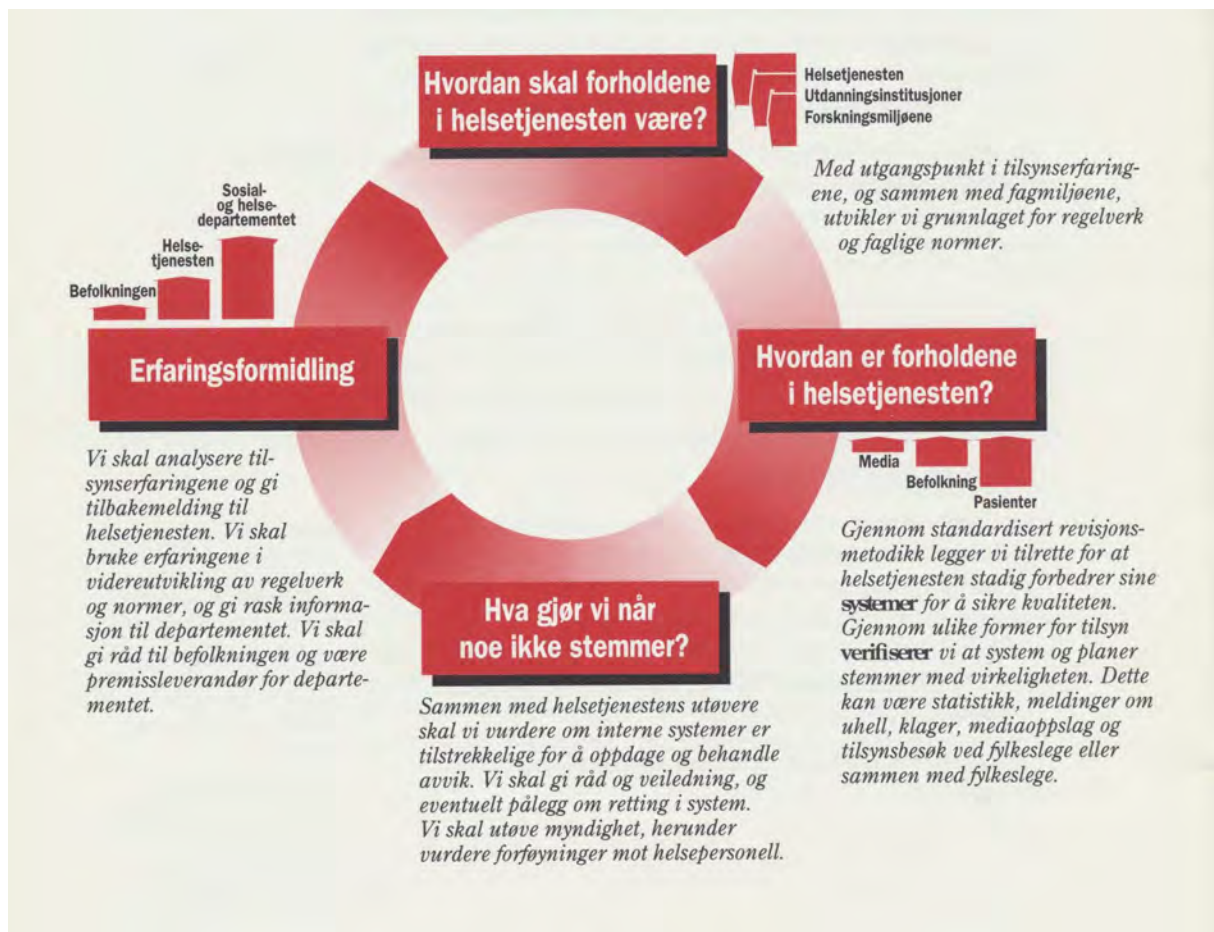 Hvordan skal forholdene
i helsetjenesten være?
Helsetjenesten
Utdanningsinstitusjoner
Forskningsmiljøene
Med utgangspunkt i tilsynserfaring-
ene, og sammen med fagmiljøene,
utvikler vi grunnlaget for regelverk
og faglige normer.
Hvordan er forholdene
i helsetjenesten?
Media
Befolkning
Pasienter
Gjennom standardisert revisjons-
metodikk legger vi tilrette for at
helsetjenesten stadig forbedrer sine
systemer for å sikre kvaliteten.
Gjennom ulike former for tilsyn
verifiserer vi at system og planer
stemmer med virkeligheten. Dette
kan være statistikk, meldinger om
uhell, klager, mediaoppslag og
tilsynsbesøk ved fylkeslege eller
sammen med fylkeslege.
Hva gjør vi når
noe ikke stemmer?
Sammen med helsetjenestens utøvere
skal vi vurdere om interne systemer er
tilstrekkelige for å oppdage og behandle
avvik. Vi skal gi råd og veiledning, og
eventuelt pålegg om retting i system.
Vi skal utøve myndighet, herunder
vurdere forføyninger mot helsepersonell.
Sosial-
og helse-
departementet
Helse-
tjenesten
Befolkningen
Erfaringsformidling
Vi skal analysere til-
synserfaringene og gi
tilbakemelding til
helsetjenesten. Vi skal
bruke erfaringene i
videreutvikling av regelverk
og normer, og gi rask informa-
sjon til departementet. Vi skal
gi råd til befolkningen og være
premissleverandør for departe-
mentet.